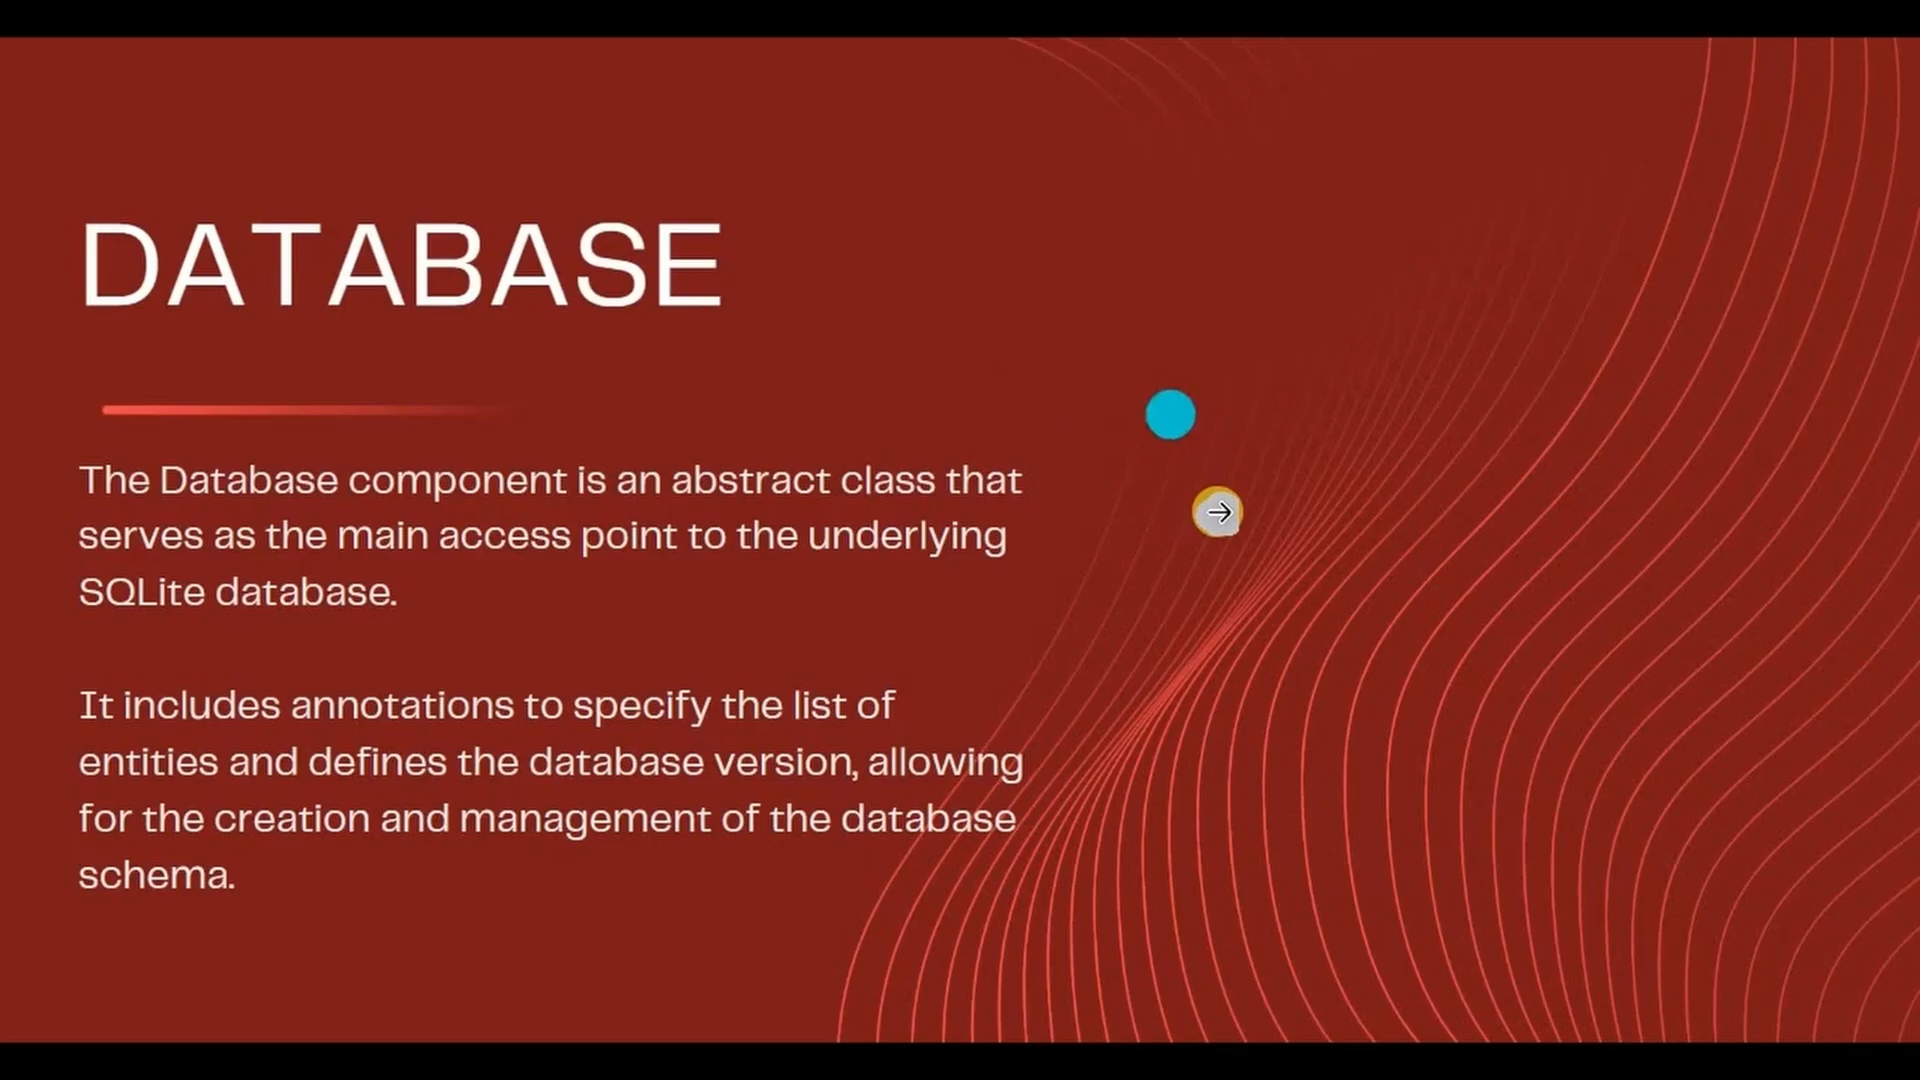 DATABASE
The Database component is an abstract class that
serves as the main access point to the underlying
SQLite database.
It includes annotations to specify the list of
entities and defines the database version, allowing
for the creation and management of the database
schema.